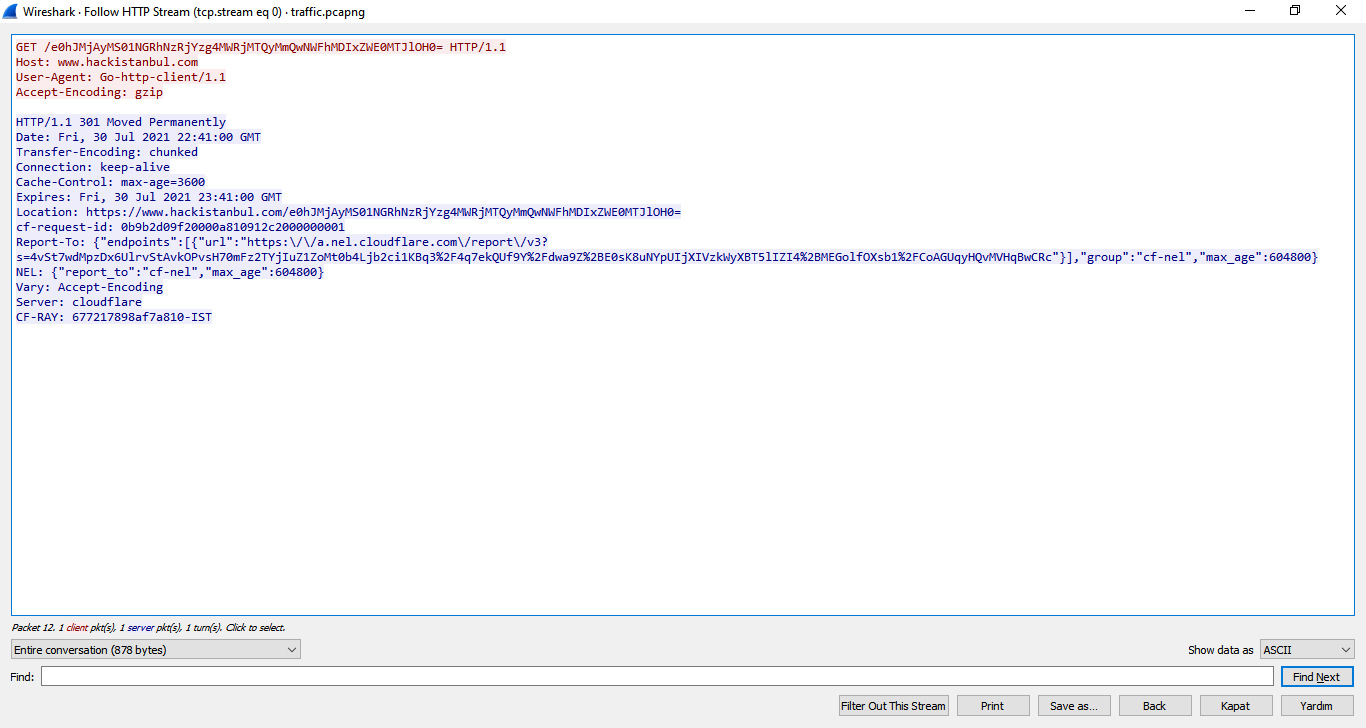 Wireshark · Follow HTTP Stream (tcp.stream eq 0) · traffic.pcapng
GET /e0hJMjAyMS01NGRhNzRjYzg4MWRjMTQyMmQwNWFhMDIxZWE0MTJlOH0= HTTP/1.1
Host: www.hackistanbul.com
User-Agent: Go-http-client/1.1
Accept-Encoding: gzip
HTTP/1.1 301 Moved Permanently
Date: Fri, 30 Jul 2021 22:41:00 GMT
Transfer-Encoding: chunked
Connection: keep-alive
Cache-Control: max-age=3600
Expires: Fri, 30 Jul 2021 23:41:00 GMT
Location: https://www.hackistanbul.com/e0hJMjAyMS01NGRhNzRjYzg4MWRjMTQyMmQwNWFhMDIxZWE0MTJlOH0=
cf-request-id: 0b9b2d09f20000a810912c2000000001
Report-To: {"endpoints":[{"url":"https:\/\/a.nel.cloudflare.com\/report\/v3?
s=4vSt7wdMpzDx6UlrvStAvkOPvsH70mFz2TYjIuZ1ZoMt0b4Ljb2ci1KBq3%2F4q7ekQUf9Y%2Fdwa9Z%2BE0sK8uNYpUIjXIVzkWyXBT5lIZI4%2BMEGolfOXsb1%2FCoAGUqyHQvMVHqBwCRc"}],"group":"cf-nel","max_age":604800}
NEL: {"report_to":"cf-nel","max_age":604800}
Vary: Accept-Encoding
Server: cloudflare
CF-RAY: 677217898af7a810-IST
Packet 12. 1 client pkt(s), 1 server pkt(s), 1 turn(s). Click to select.
Entire conversation (878 bytes)
Show data as ASCII
Find:
Find Next
Filter Out This Stream
Print
Save as...
Back
Kapat
Yardım